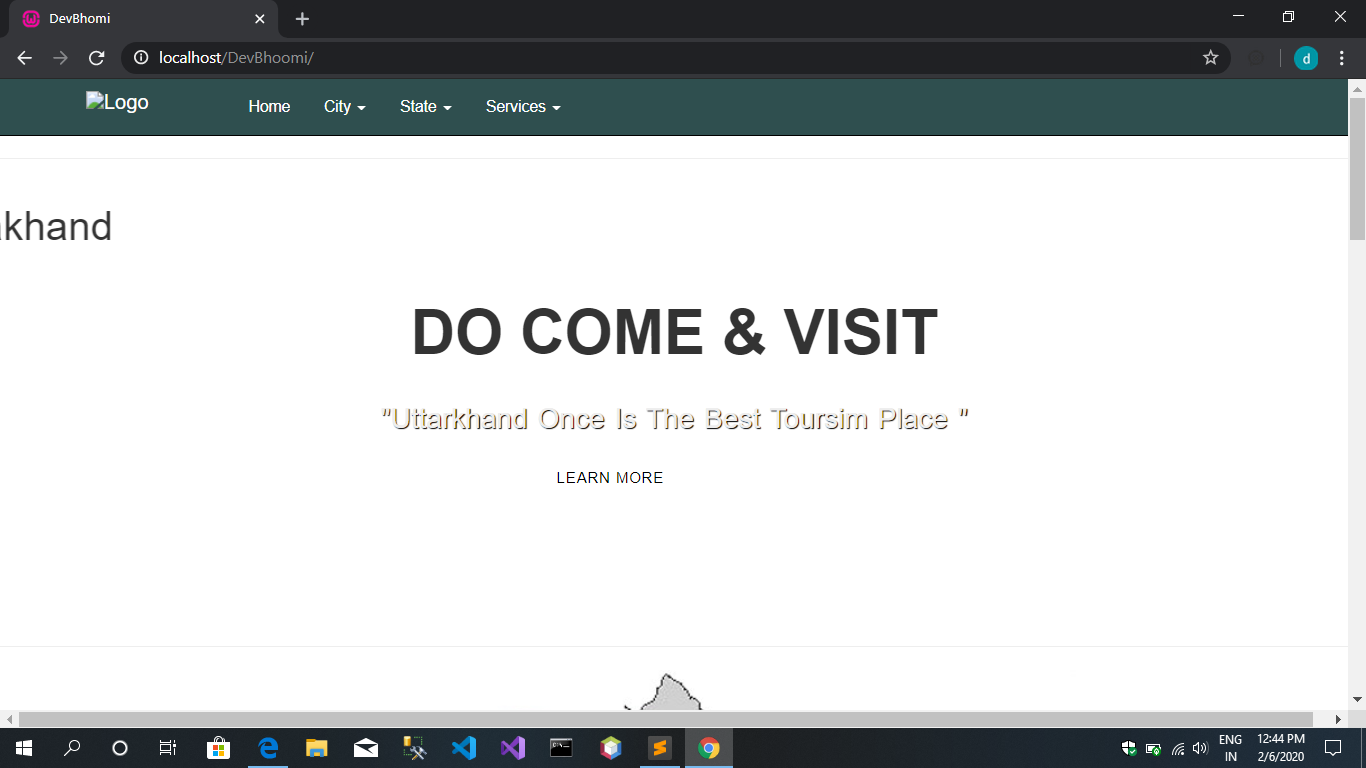 DevBhomi
localhost/DevBhoomi/
d
Logo
Home City State Services
akhand
DO COME & VISIT
"Uttarkhand Once Is The Best Toursim Place "
LEARN MORE
ENG
IN
12:44 PM
2/6/2020